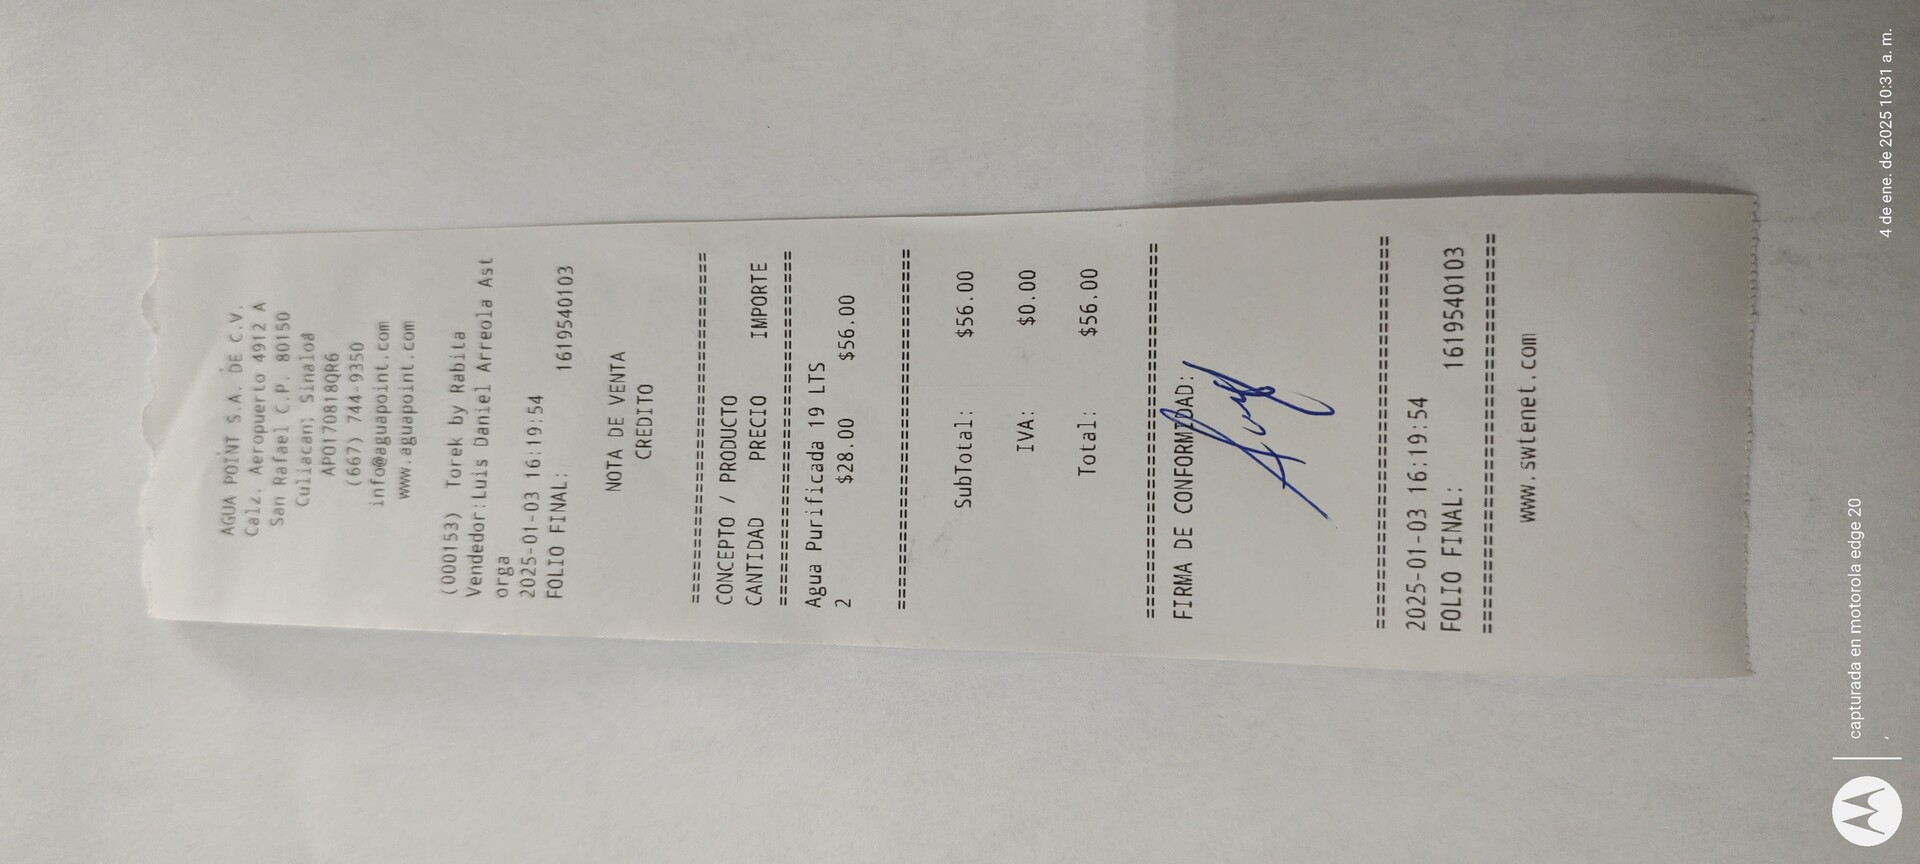 AGUA POINT S.A. DE C.V.
Calz. Aeropuerto 4912 A
San Rafael C.P. 80150
Culiacan; Sinaloa
APO170818QR6
(667) 744-9350
info@aguapoint.com
www.aguapoint.com
(000153) Torek by Rabita
Vendedor:Luis Daniel Arreola Ast
orga
2025-01-03 16:19:54
FOLIO FINAL: 1619540103
NOTA DE VENTA
CREDITO
================================
CONCEPTO / PRODUCTO
CANTIDAD PRECIO IMPORTE
================================
Agua Purificada 19 LTS
2 $28.00 $56.00
================================
SubTotal: $56.00
IVA: $0.00
Total: $56.00
================================
FIRMA DE CONFORMIDAD:
================================
2025-01-03 16:19:54
FOLIO FINAL: 1619540103
================================
www.swtenet.com
capturada en motorola edge 20
4 de ene. de 2025 10:31 a. m.